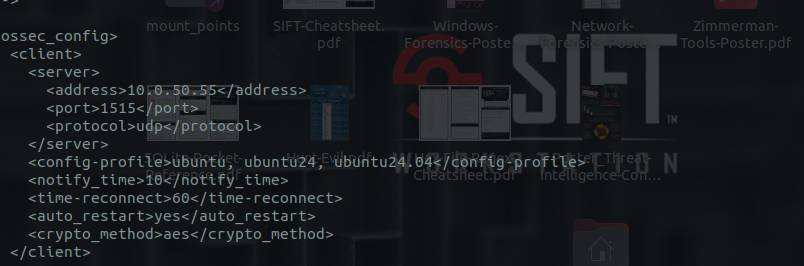 -->
mount_points
SIFT-Cheatsheet.
pdf
Windows-
Forensics-Poste...
Network-
Forensics-Poste...
Zimmerman-
Tools-Poster.pdf
ossec_config>
<client>
<server>
<address>10.0.50.55</address>
<port>1515</port>
<protocol>udp</protocol>
</server>
<config-profile>ubuntu, ubuntu24, ubuntu24.04</config-profile>
<notify_time>10</notify_time>
<time-reconnect>60</time-reconnect>
<auto_restart>yes</auto_restart>
<crypto_method>aes</crypto_method>
</client>
SIFT
TM
Cheatsheet.pdf
Threat-
Intelligence-Con...